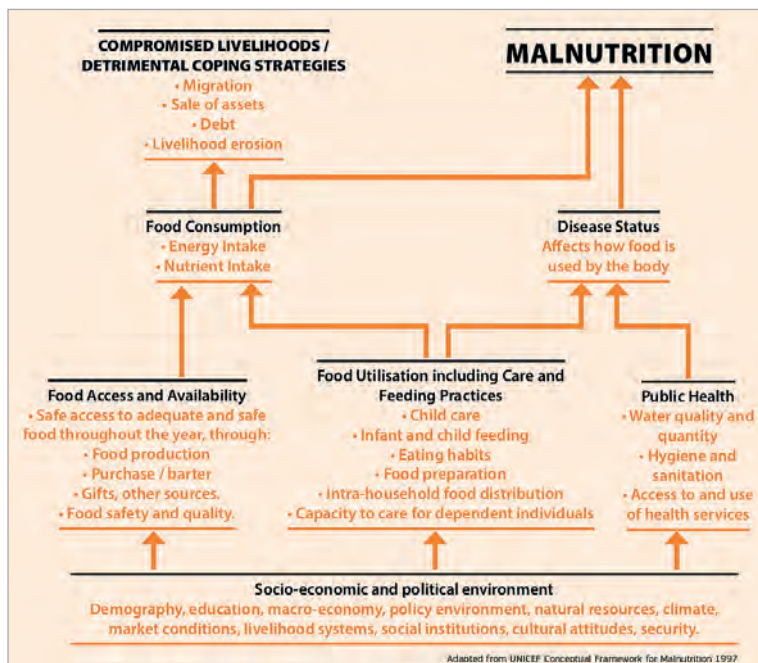 COMPROMISED LIVELIHOODS /
DETRIMENTAL COPING STRATEGIES
• Migration
• Sale of assets
• Debt
• Livelihood erosion
MALNUTRITION
Food Consumption
• Energy Intake
• Nutrient Intake
Disease Status
Affects how food is
used by the body
Food Access and Availability
• Safe access to adequate and safe
food throughout the year, through:
• Food production
• Purchase / barter
• Gifts, other sources.
• Food safety and quality.
Food Utilisation including Care and
Feeding Practices
• Child care
• Infant and child feeding
• Eating habits
• Food preparation
• Intra-household food distribution
• Capacity to care for dependent individuals
Public Health
• Water quality and
quantity
• Hygiene and
sanitation
• Access to and use
of health services
Socio-economic and political environment
Demography, education, macro-economy, policy environment, natural resources, climate,
market conditions, livelihood systems, social institutions, cultural attitudes, security.
Adapted from UNICEF Conceptual Framework for Malnutrition 1997